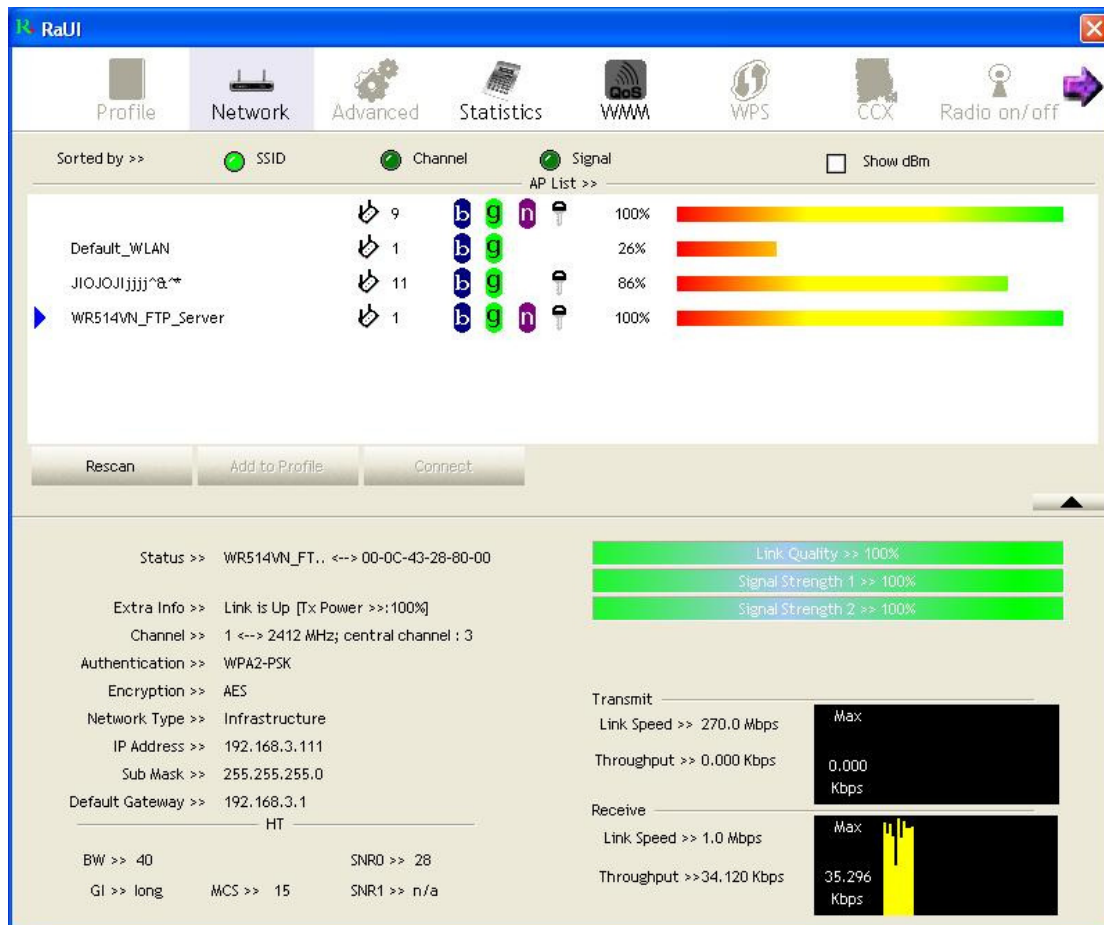 RaUI
Profile Network Advanced Statistics QoS WMM WPS CCX Radio on/off
Sorted by >> SSID Channel Signal Show dBm
AP List >>
9 b g n 100%
Default_WLAN 1 b g 26%
JIOJOJIjjjj^&^* 11 b g 86%
WR514VN_FTP_Server 1 b g n 100%
Rescan Add to Profile Connect
Status >> WR514VN_FT.. <--> 00-0C-43-28-80-00
Extra Info >> Link is Up [Tx Power >>:100%]
Channel >> 1 <--> 2412 MHz; central channel : 3
Authentication >> WPA2-PSK
Encryption >> AES
Network Type >> Infrastructure
IP Address >> 192.168.3.111
Sub Mask >> 255.255.255.0
Default Gateway >> 192.168.3.1
HT
BW >> 40 SNR0 >> 28
GI >> long MCS >> 15 SNR1 >> n/a
Link Quality >> 100%
Signal Strength 1 >> 100%
Signal Strength 2 >> 100%
Transmit
Link Speed >> 270.0 Mbps
Throughput >> 0.000 Kbps
Max
0.000
Kbps
Receive
Link Speed >> 1.0 Mbps
Throughput >>34.120 Kbps
Max
35.296
Kbps